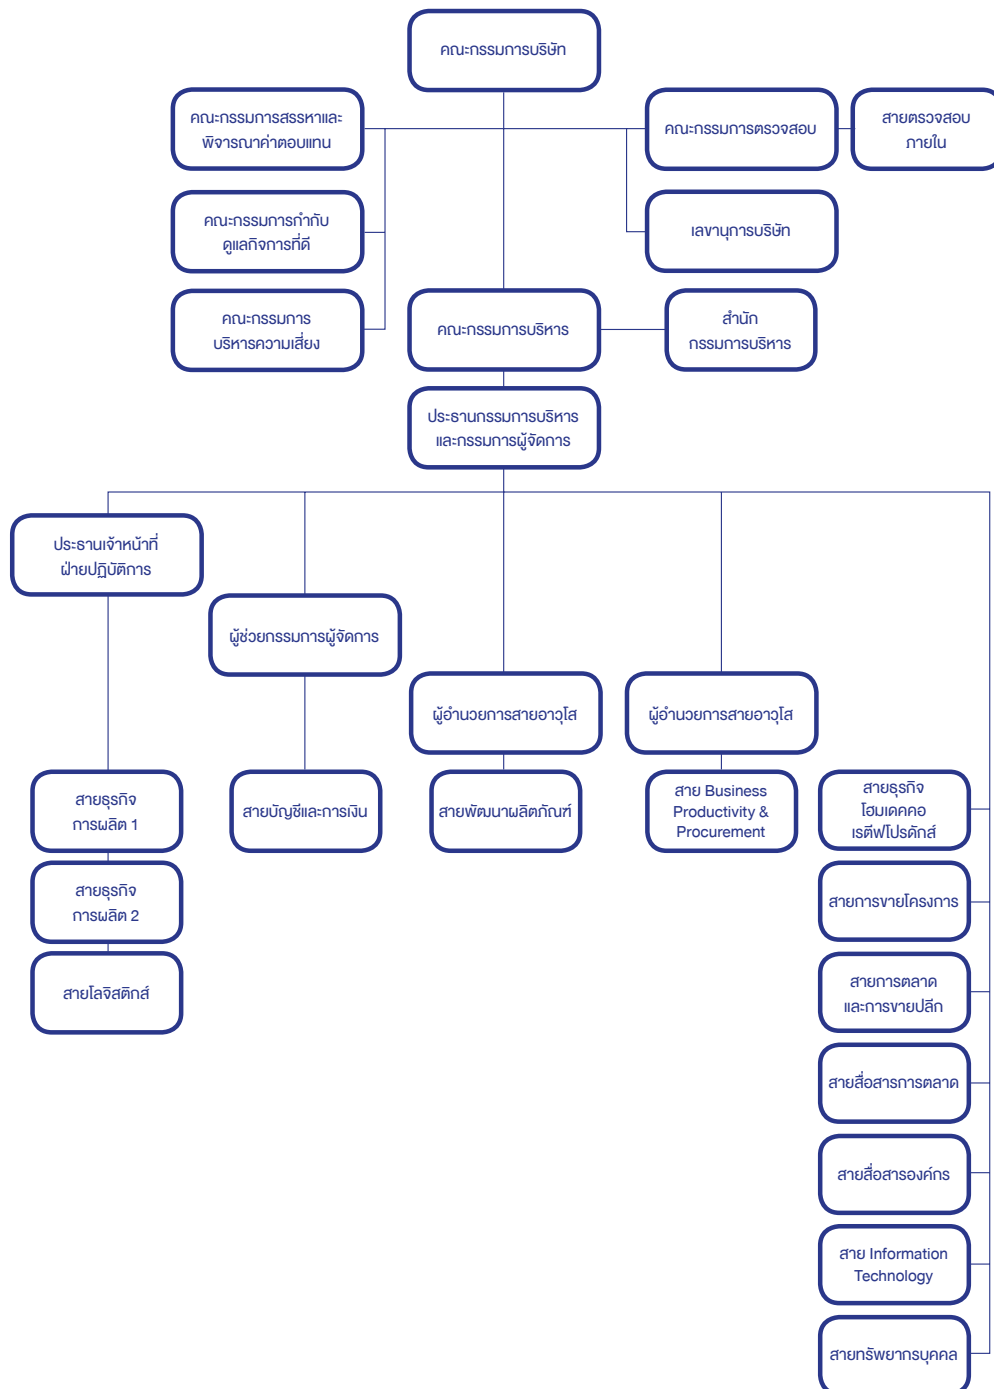 คณะกรรมการบริษัท
คณะกรรมการสรรหาและ
พิจารณาค่าตอบแทน
คณะกรรมการตรวจสอบ
สายตรวจสอบ
ภายใน
คณะกรรมการกำกับ
ดูแลกิจการที่ดี
เลขานุการบริษัท
คณะกรรมการ
บริหารความเสี่ยง
คณะกรรมการบริหาร
สำนัก
กรรมการบริหาร
ประธานกรรมการบริหาร
และกรรมการผู้จัดการ
ประธานเจ้าหน้าที่
ฝ่ายปฏิบัติการ
ผู้ช่วยกรรมการผู้จัดการ
ผู้อำนวยการสายอาวุโส
ผู้อำนวยการสายอาวุโส
สายธุรกิจ
การผลิต 1
สายบัญชีและการเงิน
สายพัฒนาผลิตภัณฑ์
สาย Business
Productivity &
Procurement
สายธุรกิจ
โฮมเดคคอ
เรตีฟโปรดักส์
สายธุรกิจ
การผลิต 2
สายการขายโครงการ
สายโลจิสติกส์
สายการตลาด
และการขายปลีก
สายสื่อสารการตลาด
สายสื่อสารองค์กร
สาย Information
Technology
สายทรัพยากรบุคคล